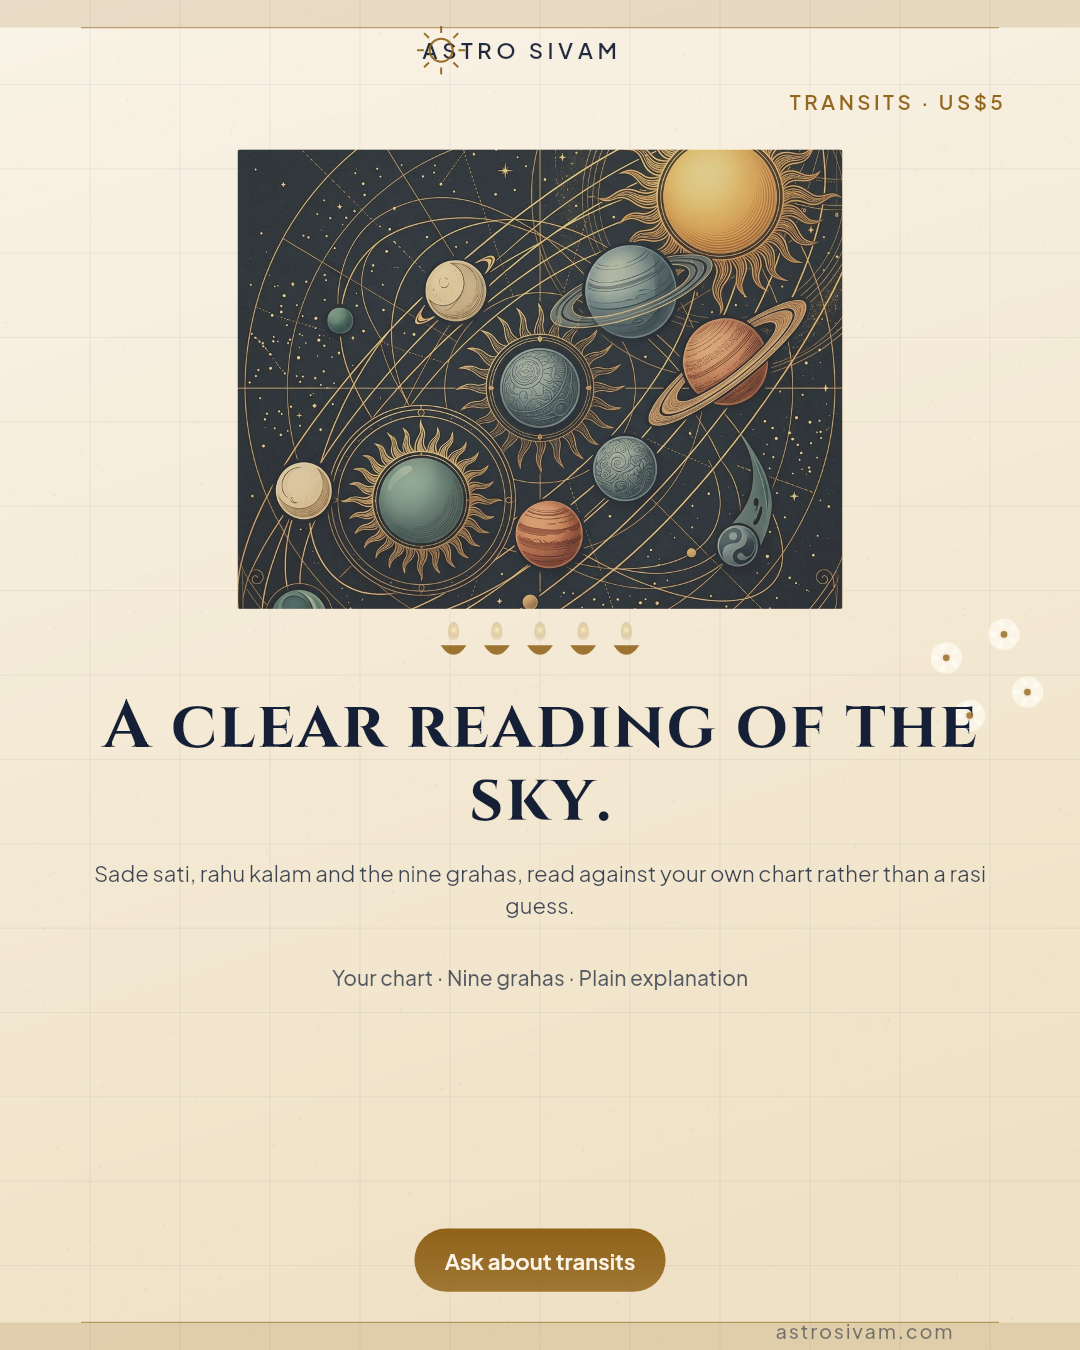 ASTRO SIVAM
TRANSITS · US$5
A CLEAR READING OF THE
SKY.
Sade sati, rahu kalam and the nine grahas, read against your own chart rather than a rasi
guess.
Your chart · Nine grahas · Plain explanation
Ask about transits
astrosivam.com